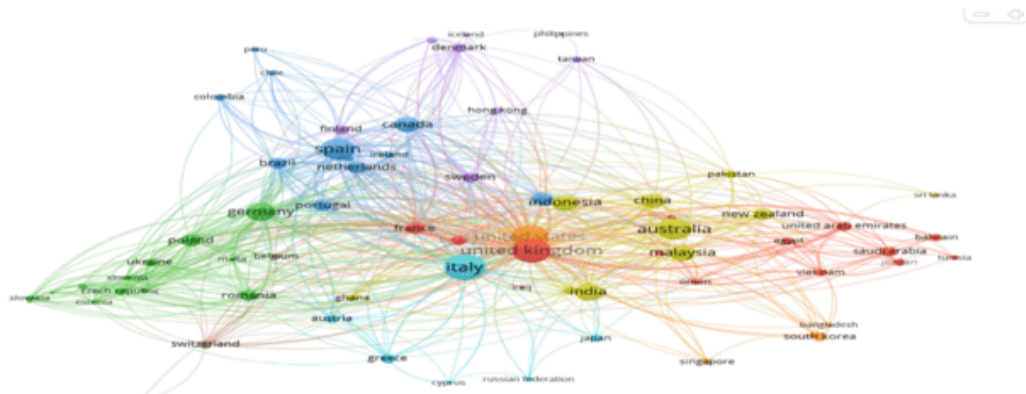 iceland
philippines
denmark
peru
taiwan
chile
colombia
hong kong
canada
finland
spain
ireland
brazil
netherlands
sweden
pakistan
sri lanka
indonesia
china
portugal
germany
new zealand
united arab emirates
france
australia
united states
bahrain
poland
egypt
united kingdom
saudi arabia
malaysia
malta
belgium
tunisia
ukraine
jordan
italy
viet nam
slovenia
oman
iraq
czech republic
india
romania
ghana
slovakia
estonia
austria
bangladesh
south korea
japan
switzerland
greece
singapore
russian federation
cyprus